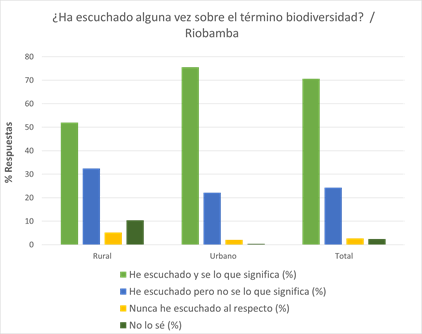 ¿Ha escuchado alguna vez sobre el término biodiversidad? /
Riobamba
% Respuestas
80
70
60
50
40
30
20
10
0
Rural Urbano Total
He escuchado y se lo que significa (%)
He escuchado pero no se lo que significa (%)
Nunca he escuchado al respecto (%)
No lo sé (%)